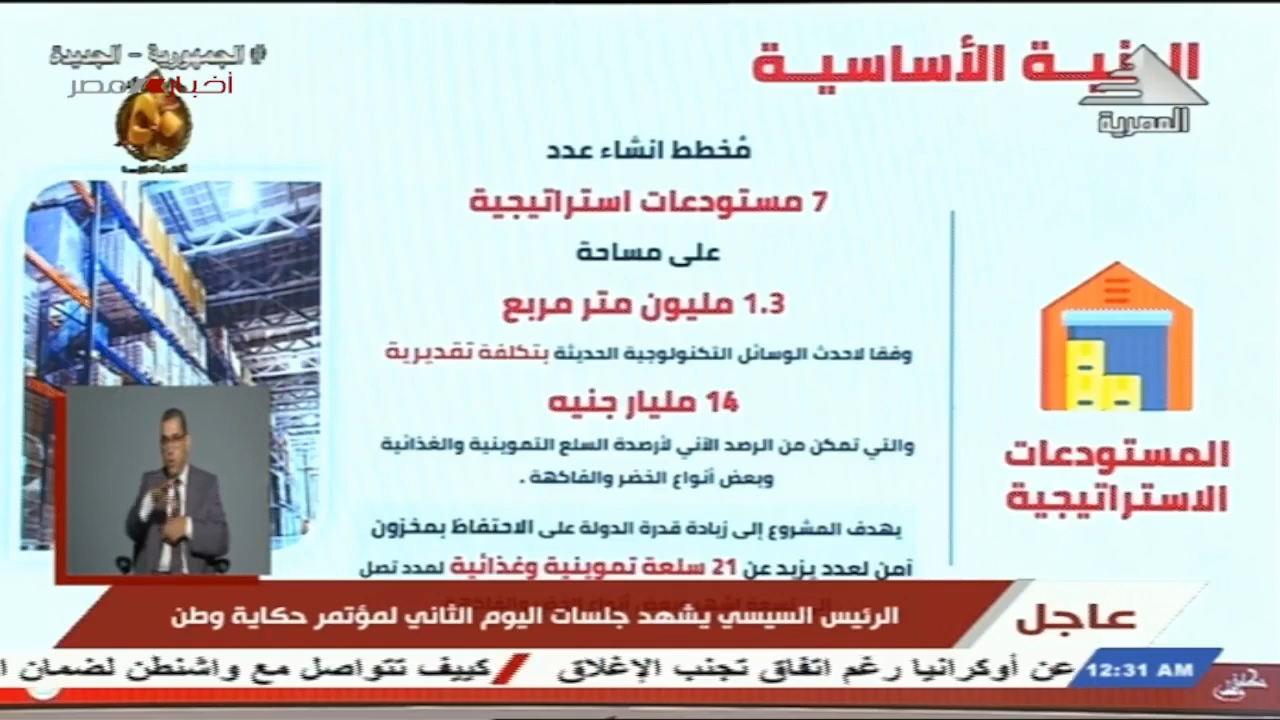 # الجمهورية - الجديدة
أخبار مصر
الأساسية
المصرية
مُخطط انشاء عدد
7 مستودعات استراتيجية
على مساحة
1.3 مليون متر مربع
وفقا لاحدث الوسائل التكنولوجية الحديثة بتكلفة تقديرية
14 مليار جنيه
والتي تمكن من الرصد الآني لأرصدة السلع التموينية والغذائية
وبعض أنواع الخضر والفاكهة .
يهدف المشروع إلى زيادة قدرة الدولة على الاحتفاظ بمخزون
آمن لعدد يزيد عن 21 سلعة تموينية وغذائية لمدد تصل
المستودعات
الاستراتيجية
عاجل
الرئيس السيسي يشهد جلسات اليوم الثاني لمؤتمر حكاية وطن
12:31 AM
عن أوكرانيا رغم اتفاق تجنب الإغلاق
كييف تتواصل مع واشنطن لضمان